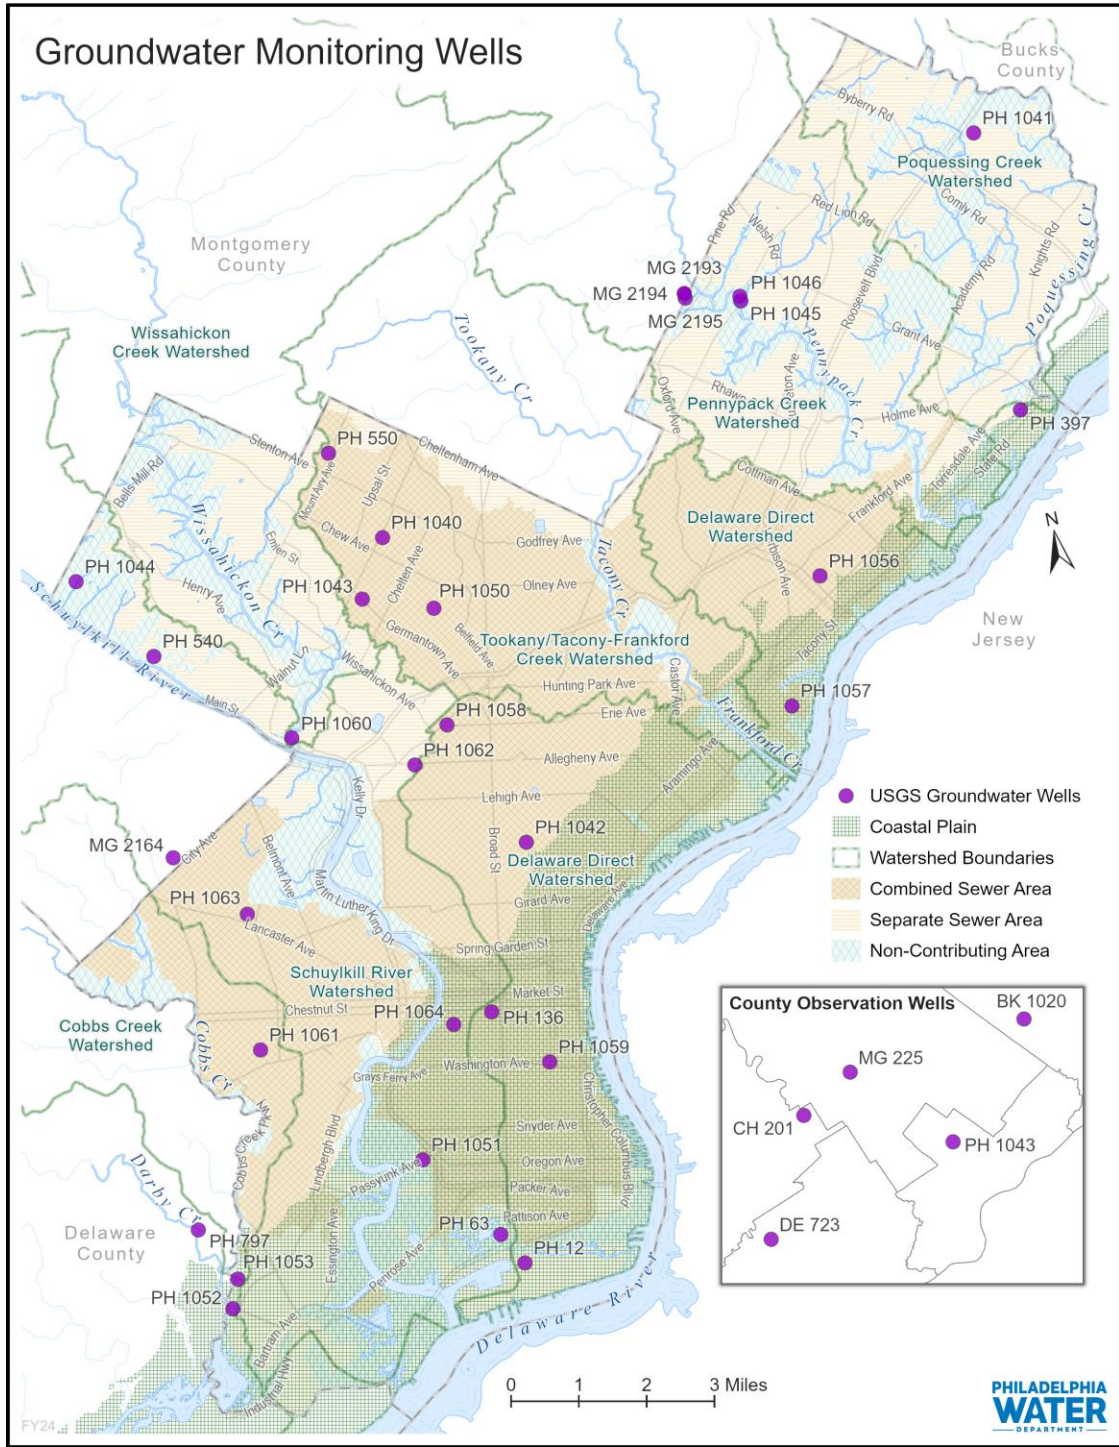 Groundwater Monitoring Wells
Bucks
County
Byberry Rd
PH 1041
Poquessing Creek
Watershed
Comly Rd
Red Lion Rd
Pine Rd
Welsh Rd
Knights Rd
Poquessing Cr
Montgomery
County
MG 2193
MG 2194
MG 2195
PH 1046
PH 1045
Roosevelt Blvd
Academy Rd
Grant Ave
Tookany Cr
Pennypack Cr
Wissahickon
Creek Watershed
Oxford Ave
Rhawn
Pennypack Creek
Watershed
Holme Ave
PH 397
Torresdale Ave
State Rd
PH 550
Stenton Ave
Mount Airy Ave
Upsal St
Cheltenham Ave
Cottman Ave
Frankford Ave
Bells Mill Rd
Wissahickon Cr
Chew Ave
PH 1040
Godfrey Ave
Delaware Direct
Watershed
N
Emlen St
Tacony Cr
PH 1056
PH 1044
Henry Ave
PH 1043
Chelten Ave
PH 1050
Olney Ave
New
Jersey
Schuylkill River
PH 540
Germantown Ave
Belfield Ave
Tookany/Tacony-Frankford
Creek Watershed
Tacony St
Walnut Ln
Wissahickon Ave
Hunting Park Ave
Castor Ave
PH 1057
Main St
PH 1058
Erie Ave
Frankford Cr
PH 1060
PH 1062
Allegheny Ave
Aramingo Ave
Kelly Dr
Lehigh Ave
USGS Groundwater Wells
Coastal Plain
Watershed Boundaries
Combined Sewer Area
Separate Sewer Area
Non-Contributing Area
MG 2164
City Ave
Belmont Ave
Broad St
PH 1042
Delaware Direct
Watershed
Martin Luther King Dr
PH 1063
Lancaster Ave
Girard Ave
Delaware Ave
Spring Garden St
Schuylkill River
Watershed
Market St
Chestnut St
PH 1064
PH 136
Cobbs Creek
Watershed
Cobbs Cr
PH 1061
Washington Ave
PH 1059
Grays Ferry Ave
Christopher Columbus Blvd
Lindbergh Blvd
Snyder Ave
PH 1051
Passyunk Ave
Oregon Ave
Packer Ave
Pattison Ave
Darby Cr
Delaware
County
PH 797
PH 63
PH 12
PH 1053
Essington Ave
Penrose Ave
PH 1052
Bartram Ave
Industrial Hwy
Delaware River
County Observation Wells
BK 1020
MG 225
CH 201
PH 1043
DE 723
0 1 2 3 Miles
FY24
PHILADELPHIA
WATER
DEPARTMENT